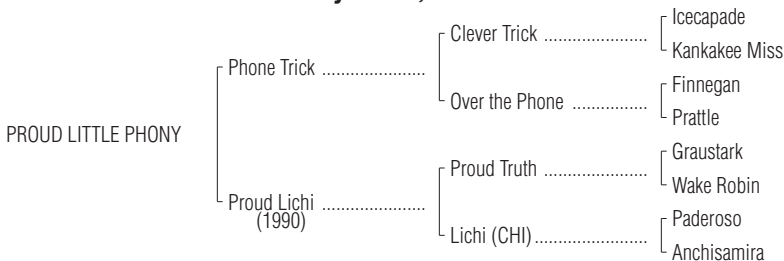 Icecapade
Clever Trick ......................
Kankakee Miss
Phone Trick ......................
Finnegan
Over the Phone ................
Prattle
PROUD LITTLE PHONY
Graustark
Proud Truth ......................
Wake Robin
Proud Lichi ......................
(1990)
Paderoso
Lichi (CHI) ........................
Anchisamira